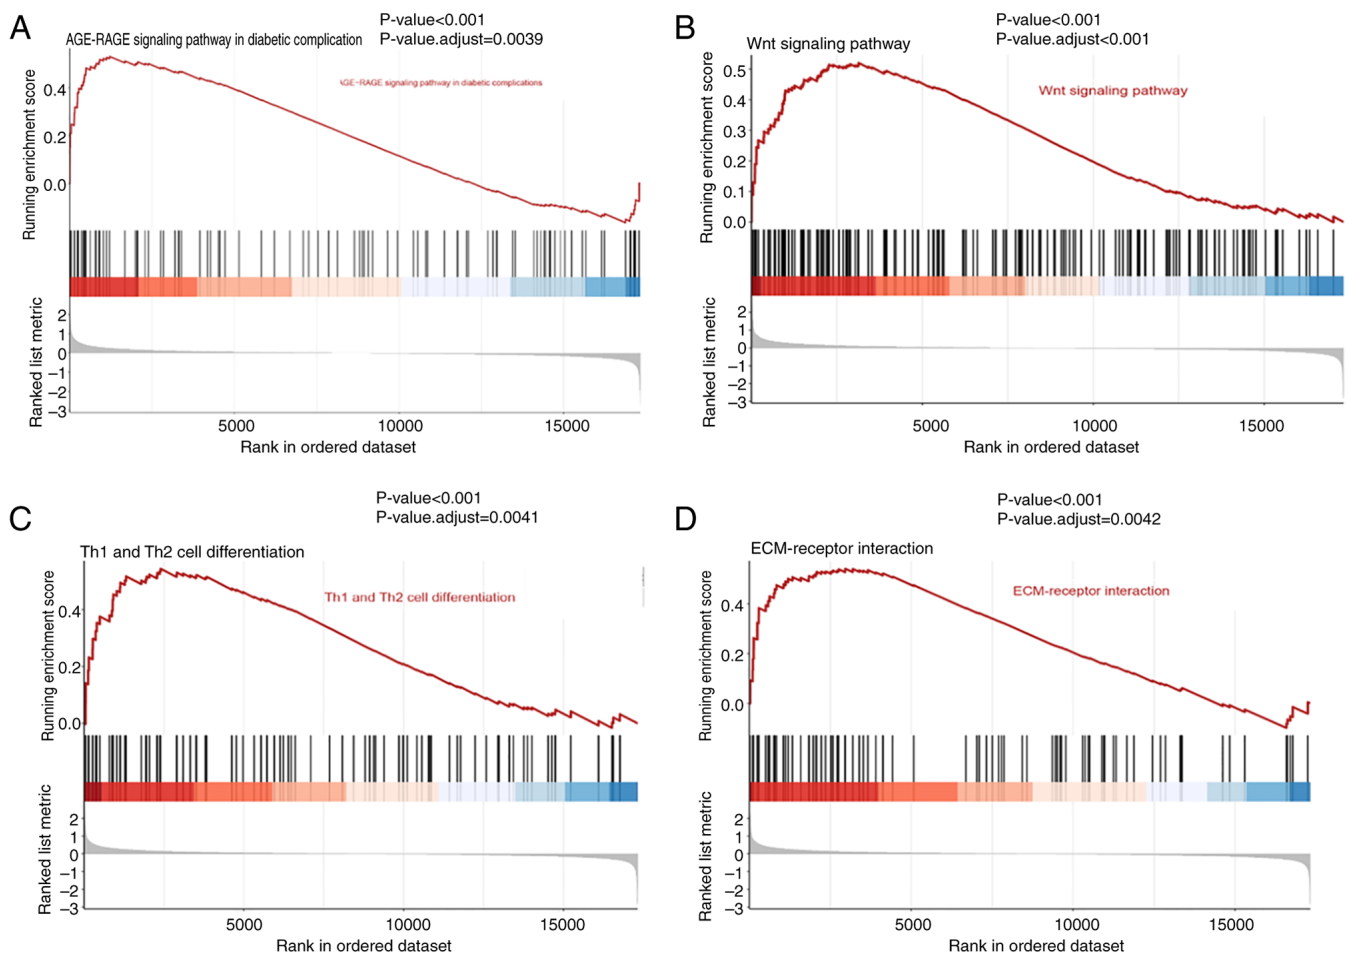 A
P-value<0.001
P-value.adjust=0.0039
AGE-RAGE signaling pathway in diabetic complication
AGE-RAGE signaling pathway in diabetic complications
Running enrichment score
0.4
0.2
0.0
Ranked list metric
2
1
0
−1
−2
−3
5000
10000
15000
Rank in ordered dataset
B
P-value<0.001
P-value.adjust<0.001
Wnt signaling pathway
Wnt signaling pathway
Running enrichment score
0.5
0.4
0.3
0.2
0.1
0.0
Ranked list metric
2
1
0
−1
−2
−3
5000
10000
15000
Rank in ordered dataset
C
P-value<0.001
P-value.adjust=0.0041
Th1 and Th2 cell differentiation
Th1 and Th2 cell differentiation
Running enrichment score
0.4
0.2
0.0
Ranked list metric
2
1
0
−1
−2
−3
5000
10000
15000
Rank in ordered dataset
D
P-value<0.001
P-value.adjust=0.0042
ECM-receptor interaction
ECM-receptor interaction
Running enrichment score
0.4
0.2
0.0
Ranked list metric
2
1
0
−1
−2
−3
5000
10000
15000
Rank in ordered dataset